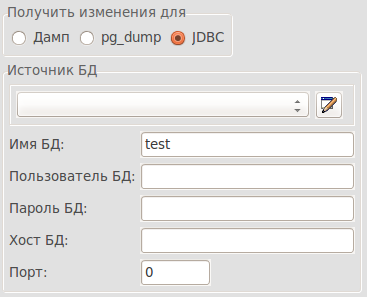 Получить изменения для
Дамп pg_dump JDBC
Источник БД
Имя БД: test
Пользователь БД:
Пароль БД:
Хост БД:
Порт: 0